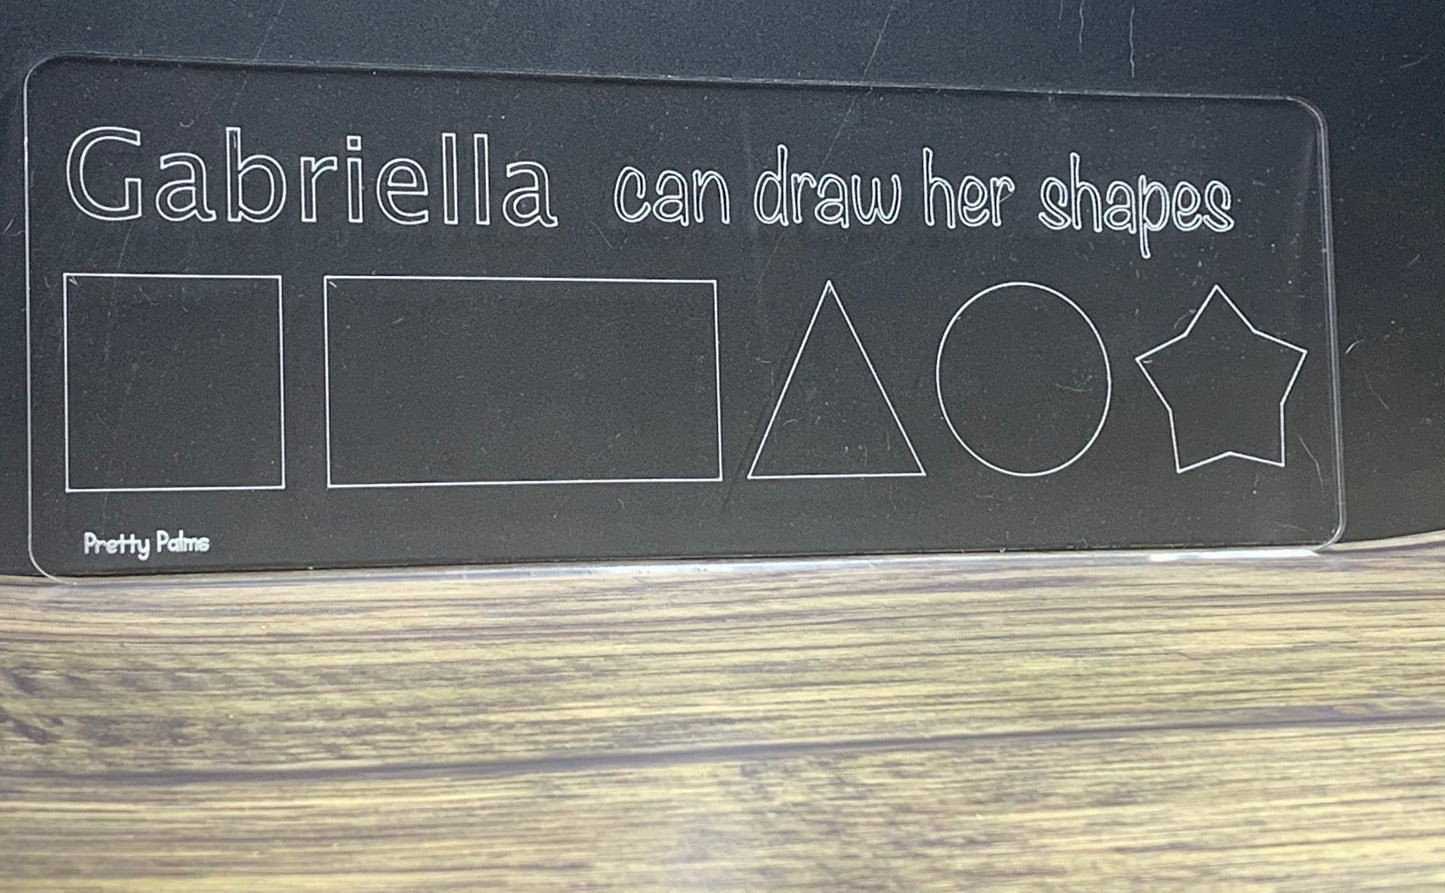 Gabriella can draw her shapes
Pretty Palms